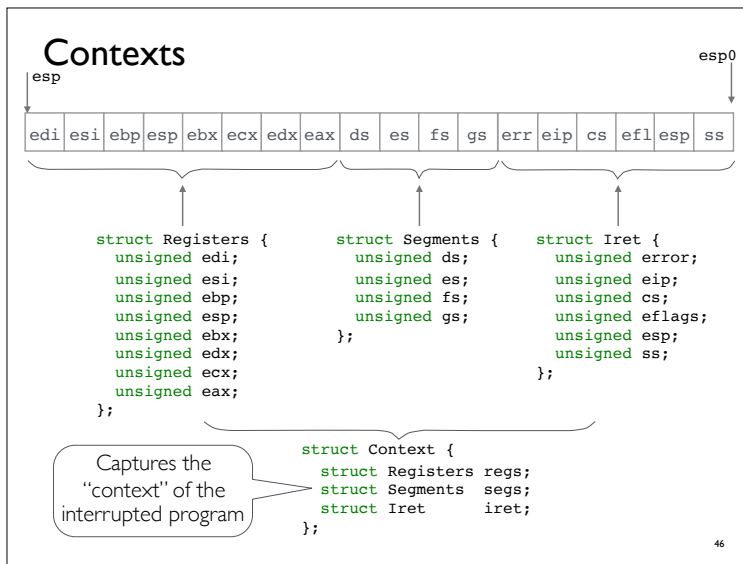 Contexts
esp
esp0
edi esi ebp esp ebx ecx edx eax ds es fs gs err eip cs efl esp ss
struct Registers {
unsigned edi;
unsigned esi;
unsigned ebp;
unsigned esp;
unsigned ebx;
unsigned edx;
unsigned ecx;
unsigned eax;
};
struct Segments {
unsigned ds;
unsigned es;
unsigned fs;
unsigned gs;
};
struct Iret {
unsigned error;
unsigned eip;
unsigned cs;
unsigned eflags;
unsigned esp;
unsigned ss;
};
Captures the
“context” of the
interrupted program
struct Context {
struct Registers regs;
struct Segments segs;
struct Iret iret;
};
46